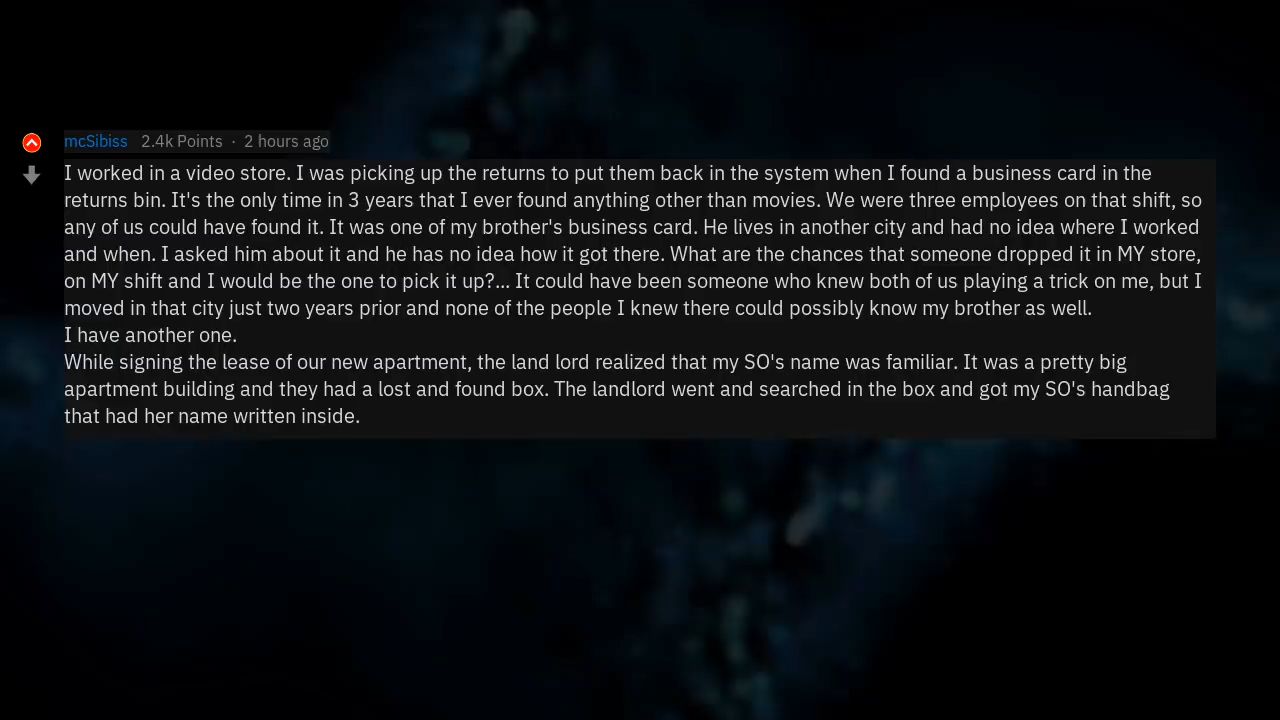 mcSibiss 2.4k Points · 2 hours ago
I worked in a video store. I was picking up the returns to put them back in the system when I found a business card in the
returns bin. It's the only time in 3 years that I ever found anything other than movies. We were three employees on that shift, so
any of us could have found it. It was one of my brother's business card. He lives in another city and had no idea where I worked
and when. I asked him about it and he has no idea how it got there. What are the chances that someone dropped it in MY store,
on MY shift and I would be the one to pick it up?... It could have been someone who knew both of us playing a trick on me, but I
moved in that city just two years prior and none of the people I knew there could possibly know my brother as well.
I have another one.
While signing the lease of our new apartment, the land lord realized that my SO's name was familiar. It was a pretty big
apartment building and they had a lost and found box. The landlord went and searched in the box and got my SO's handbag
that had her name written inside.